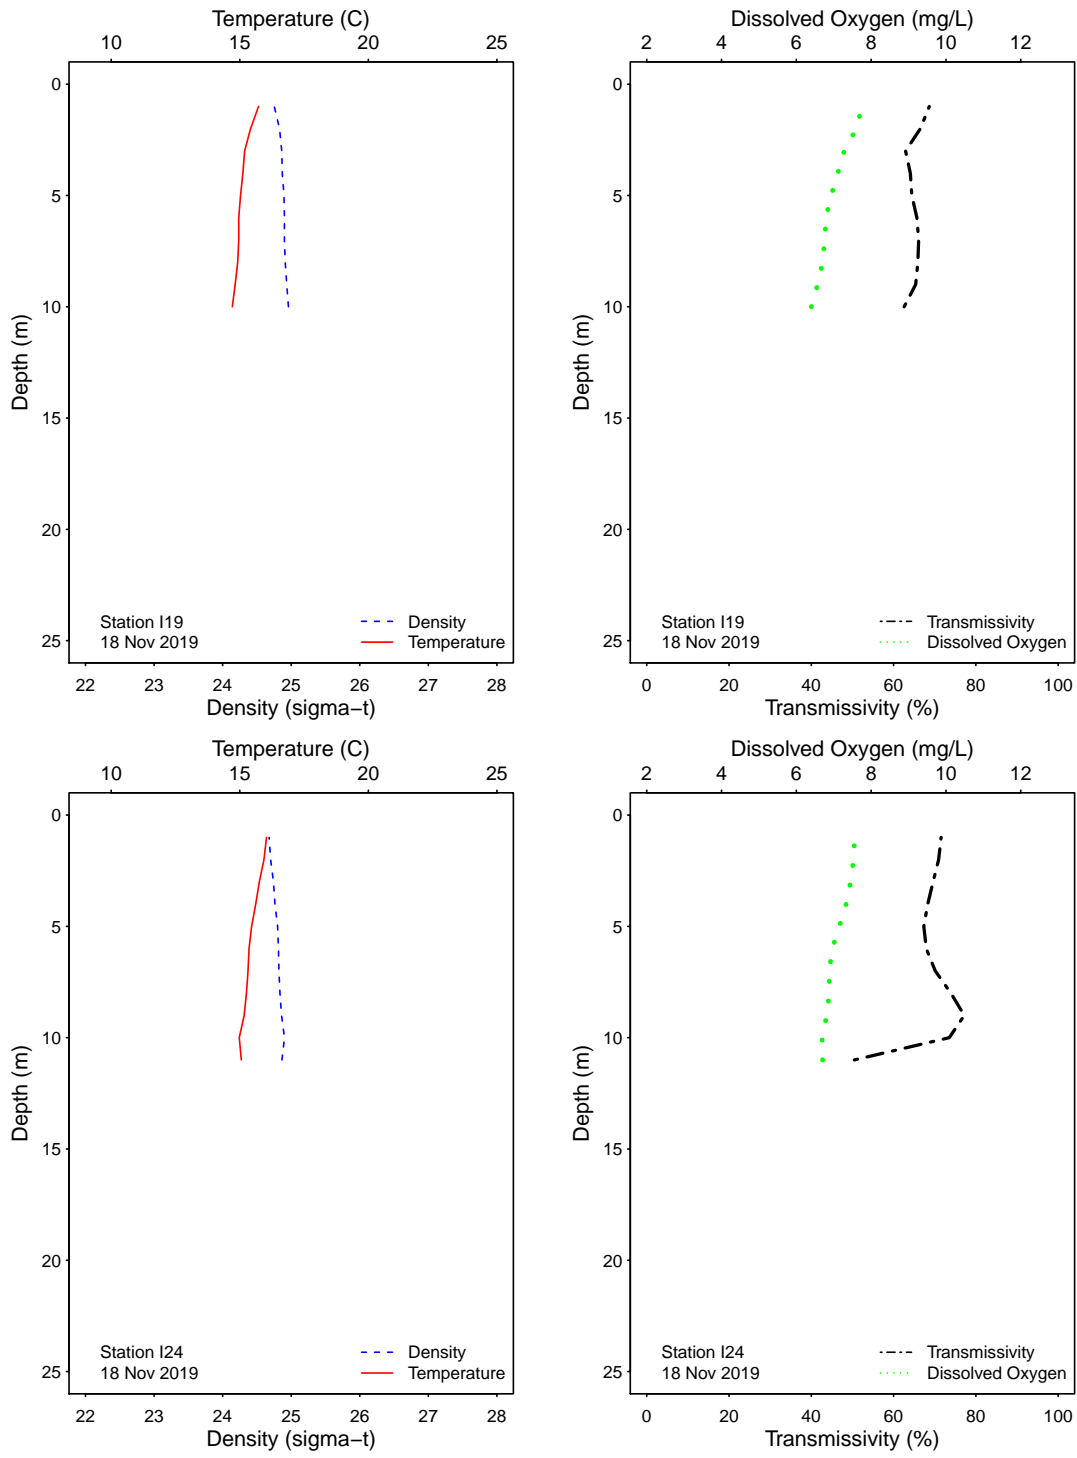 Temperature (C) Dissolved Oxygen (mg/L)
10 15 20 25 2 4 6 8 10 12
0 0
5 5
10 10
Depth (m) Depth (m)
15 15
20 20
Station I19 Density Station I19 Transmissivity
25 18 Nov 2019 Temperature 25 18 Nov 2019 Dissolved Oxygen
22 23 24 25 26 27 28 0 20 40 60 80 100
Density (sigma−t) Transmissivity (%)
Temperature (C) Dissolved Oxygen (mg/L)
10 15 20 25 2 4 6 8 10 12
0 0
5 5
10 10
Depth (m) Depth (m)
15 15
20 20
Station I24 Density Station I24 Transmissivity
25 18 Nov 2019 Temperature 25 18 Nov 2019 Dissolved Oxygen
22 23 24 25 26 27 28 0 20 40 60 80 100
Density (sigma−t) Transmissivity (%)